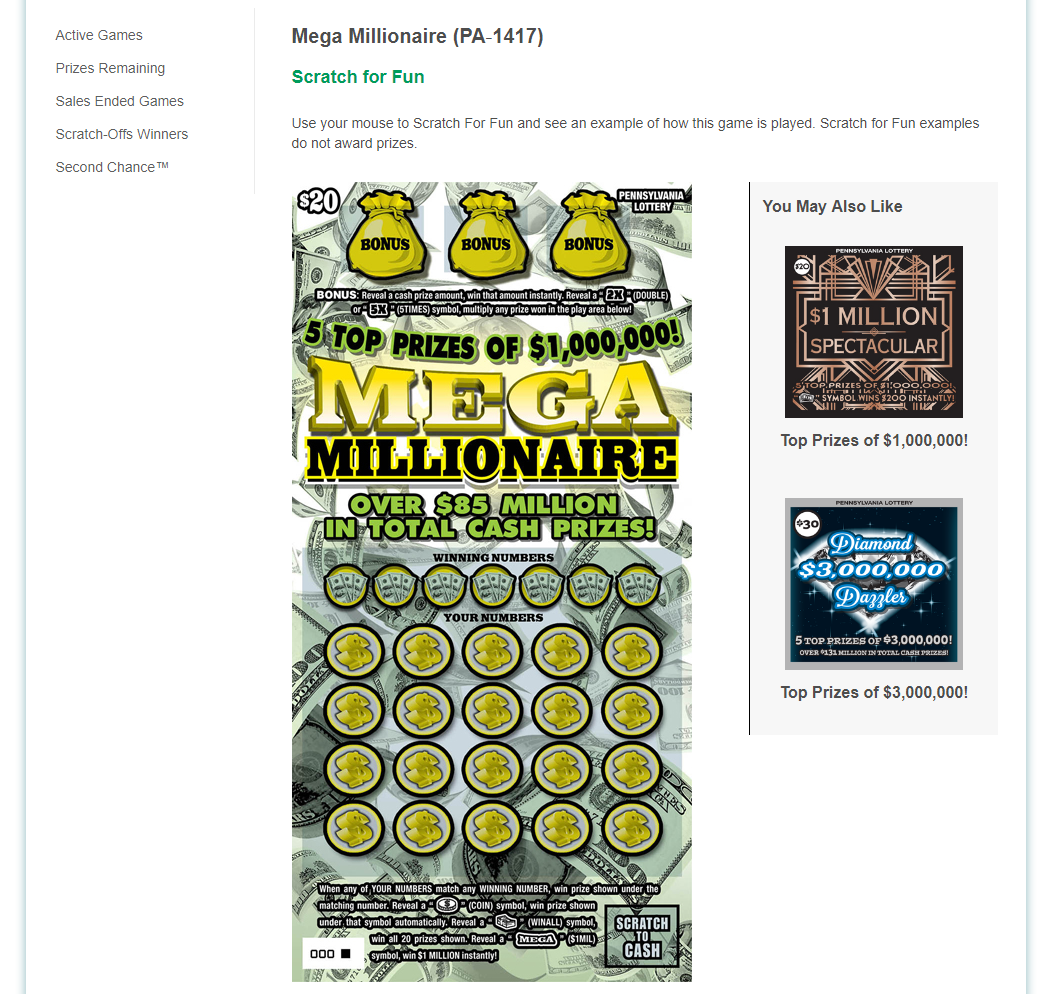 Active Games
Prizes Remaining
Sales Ended Games
Scratch-Offs Winners
Second Chance™
Mega Millionaire (PA-1417)
Scratch for Fun
Use your mouse to Scratch For Fun and see an example of how this game is played. Scratch for Fun examples
do not award prizes.
$20
PENNSYLVANIA
LOTTERY
BONUS BONUS BONUS
BONUS: Reveal a cash prize amount, win that amount instantly. Reveal a "2X" (DOUBLE)
or "5X" (5TIMES) symbol, multiply any prize won in the play area below!
5 TOP PRIZES OF $1,000,000!
MEGA
MILLIONAIRE
OVER $85 MILLION
IN TOTAL CASH PRIZES!
WINNING NUMBERS
YOUR NUMBERS
When any of YOUR NUMBERS match any WINNING NUMBER, win prize shown under the
matching number. Reveal a " " (COIN) symbol, win prize shown
under that symbol automatically. Reveal a " " (WINALL) symbol,
win all 20 prizes shown. Reveal a "MEGA" ($1MIL)
symbol, win $1 MILLION instantly!
SCRATCH
TO
CASH
You May Also Like
PENNSYLVANIA LOTTERY
$20
$1 MILLION
SPECTACULAR
5 TOP PRIZES OF $1,000,000!
" " SYMBOL WINS $200 INSTANTLY!
Top Prizes of $1,000,000!
PENNSYLVANIA LOTTERY
$30
Diamond
$3,000,000
Dazzler
5 TOP PRIZES OF $3,000,000!
OVER $131 MILLION IN TOTAL CASH PRIZES!
Top Prizes of $3,000,000!